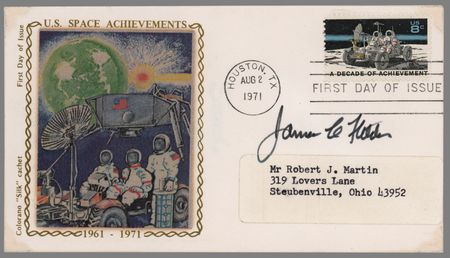 U.S. SPACE ACHIEVEMENTS
First Day of Issue
Colorano "Silk" cachet
1961 - 1971
HOUSTON, TX
AUG 2
1971
US
8c
A DECADE OF ACHIEVEMENT
FIRST DAY OF ISSUE
Mr Robert J. Martin
319 Lovers Lane
Steubenville, Ohio 43952